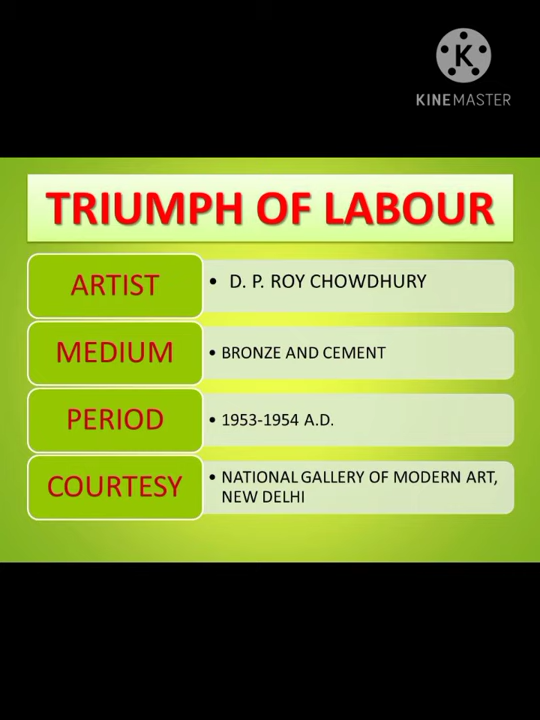 K
KINEMASTER
TRIUMPH OF LABOUR
ARTIST
• D. P. ROY CHOWDHURY
MEDIUM
• BRONZE AND CEMENT
PERIOD
• 1953-1954 A.D.
COURTESY
• NATIONAL GALLERY OF MODERN ART,
NEW DELHI